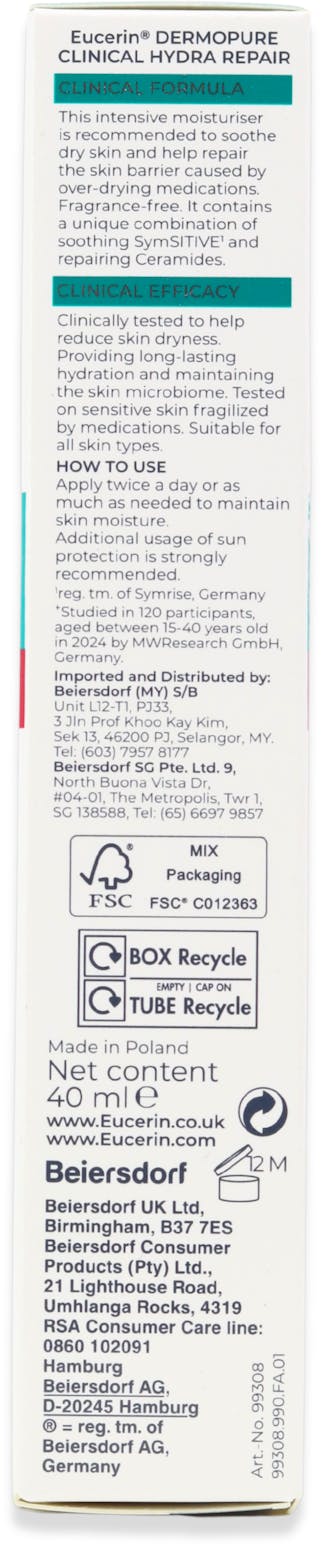 Eucerin® DERMOPURE
CLINICAL HYDRA REPAIR
CLINICAL FORMULA
This intensive moisturiser
is recommended to soothe
dry skin and help repair
the skin barrier caused by
over-drying medications.
Fragrance-free. It contains
a unique combination of
soothing SymSITIVE¹ and
repairing Ceramides.
CLINICAL EFFICACY
Clinically tested to help
reduce skin dryness.
Providing long-lasting
hydration and maintaining
the skin microbiome. Tested
on sensitive skin fragilized
by medications. Suitable for
all skin types.
HOW TO USE
Apply twice a day or as
much as needed to maintain
skin moisture.
Additional usage of sun
protection is strongly
recommended.
¹reg. tm. of Symrise, Germany
⁺Studied in 120 participants,
aged between 15-40 years old
in 2024 by MWResearch GmbH,
Germany.
Imported and Distributed by:
Beiersdorf (MY) S/B
Unit L12-T1, PJ33,
3 Jln Prof Khoo Kay Kim,
Sek 13, 46200 PJ, Selangor, MY.
Tel: (603) 7957 8177
Beiersdorf SG Pte. Ltd. 9,
North Buona Vista Dr,
#04-01, The Metropolis, Twr 1,
SG 138588, Tel: (65) 6697 9857
FSC®
MIX
Packaging
FSC® C012363
BOX Recycle
EMPTY | CAP ON
TUBE Recycle
Made in Poland
Net content
40 ml ℮
www.Eucerin.co.uk
www.Eucerin.com
12 M
Beiersdorf
Beiersdorf UK Ltd,
Birmingham, B37 7ES
Beiersdorf Consumer
Products (Pty) Ltd.,
21 Lighthouse Road,
Umhlanga Rocks, 4319
RSA Consumer Care line:
0860 102091
Hamburg
Beiersdorf AG,
D-20245 Hamburg
® = reg. tm. of
Beiersdorf AG,
Germany
Art.-No. 99308
99308.990.FA.01